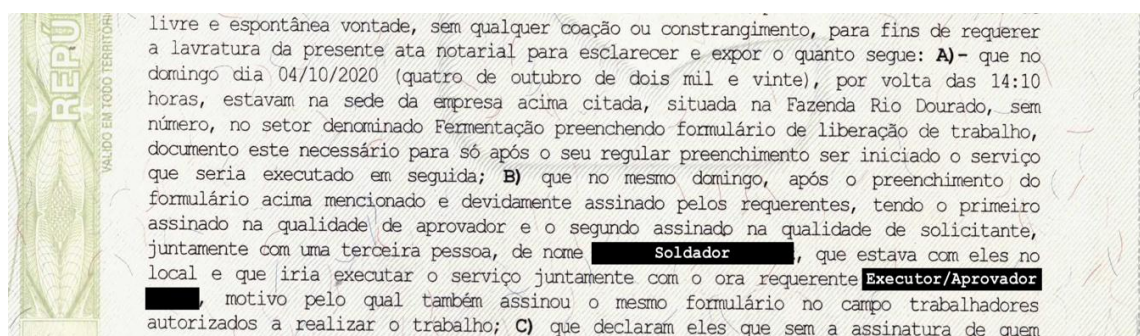 REPÚ
VALIDO EM TODO TERRITÓRI
livre e espontânea vontade, sem qualquer coação ou constrangimento, para fins de requerer
a lavratura da presente ata notarial para esclarecer e expor o quanto segue: A)- que no
domingo dia 04/10/2020 (quatro de outubro de dois mil e vinte), por volta das 14:10
horas, estavam na sede da empresa acima citada, situada na Fazenda Rio Dourado, sem
número, no setor denominado Fermentação preenchendo formulário de liberação de trabalho,
documento este necessário para só após o seu regular preenchimento ser iniciado o serviço
que seria executado em seguida; B) que no mesmo domingo, após o preenchimento do
formulário acima mencionado e devidamente assinado pelos requerentes, tendo o primeiro
assinado na qualidade de aprovador e o segundo assinado na qualidade de solicitante,
juntamente com uma terceira pessoa, de nome Soldador, que estava com eles no
local e que iria executar o serviço juntamente com o ora requerente Executor/Aprovador
, motivo pelo qual também assinou o mesmo formulário no campo trabalhadores
autorizados a realizar o trabalho; C) que declaram eles que sem a assinatura de quem